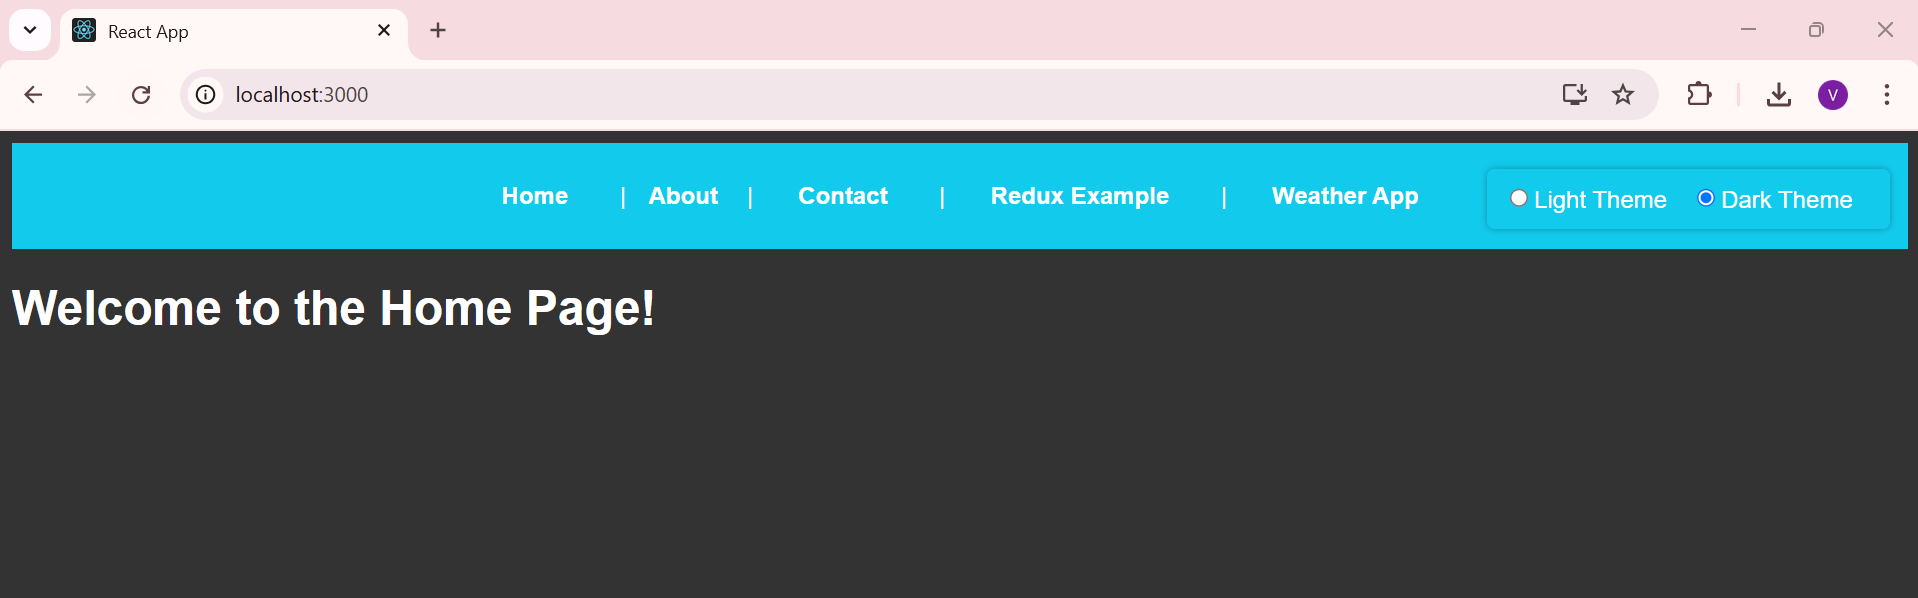 React App
localhost:3000
V
Home | About | Contact | Redux Example | Weather App
Light Theme Dark Theme
Welcome to the Home Page!